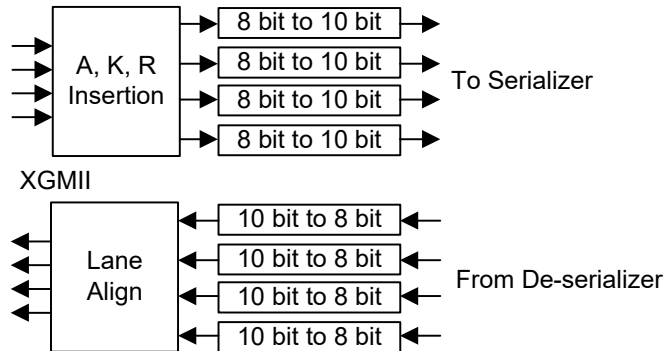 8 bit to 10 bit
A, K, R
Insertion
8 bit to 10 bit
8 bit to 10 bit
8 bit to 10 bit
To Serializer
XGMII
Lane
Align
10 bit to 8 bit
10 bit to 8 bit
10 bit to 8 bit
10 bit to 8 bit
From De-serializer